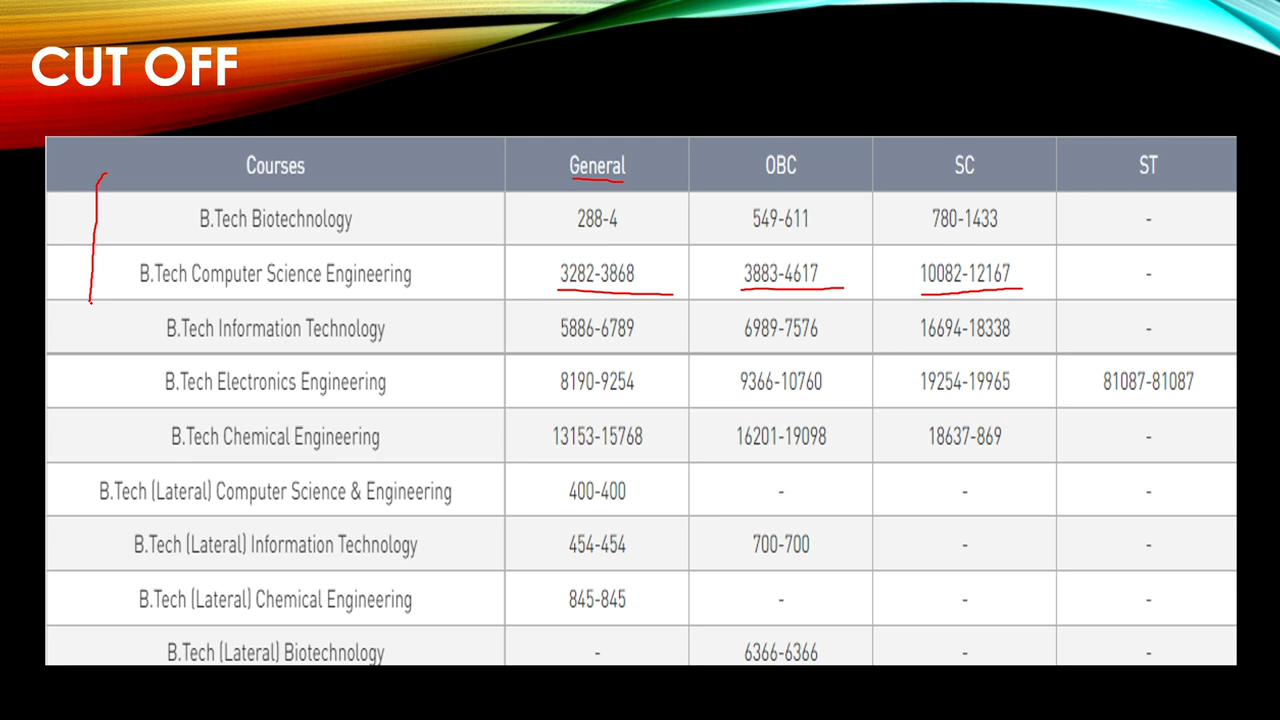 CUT OFF
Courses General OBC SC ST
B.Tech Biotechnology 288-4 549-611 780-1433 -
B.Tech Computer Science Engineering 3282-3868 3883-4617 10082-12167 -
B.Tech Information Technology 5886-6789 6989-7576 16694-18338 -
B.Tech Electronics Engineering 8190-9254 9366-10760 19254-19965 81087-81087
B.Tech Chemical Engineering 13153-15768 16201-19098 18637-869 -
B.Tech (Lateral) Computer Science & Engineering 400-400 - - -
B.Tech (Lateral) Information Technology 454-454 700-700 - -
B.Tech (Lateral) Chemical Engineering 845-845 - - -
B.Tech (Lateral) Biotechnology - 6366-6366 - -